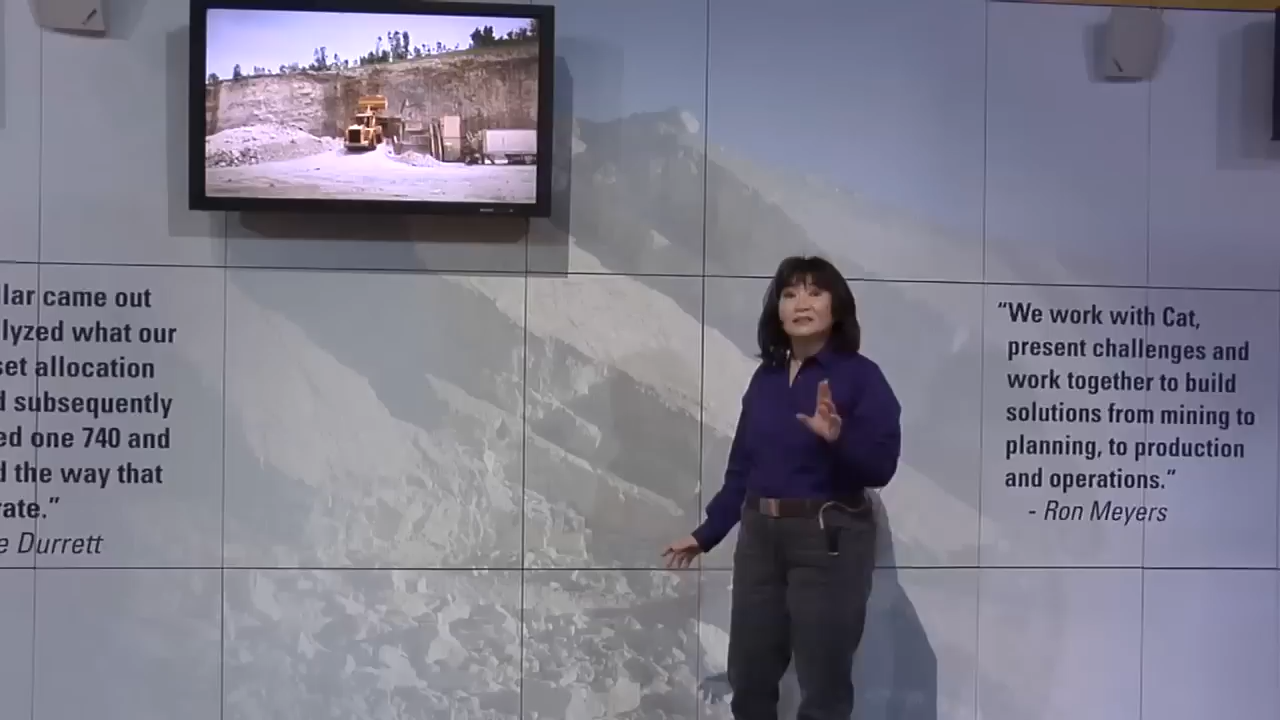 lar came out
lyzed what our
set allocation
d subsequently
ed one 740 and
d the way that
rate.”
e Durrett
“We work with Cat,
present challenges and
work together to build
solutions from mining to
planning, to production
and operations.”
- Ron Meyers